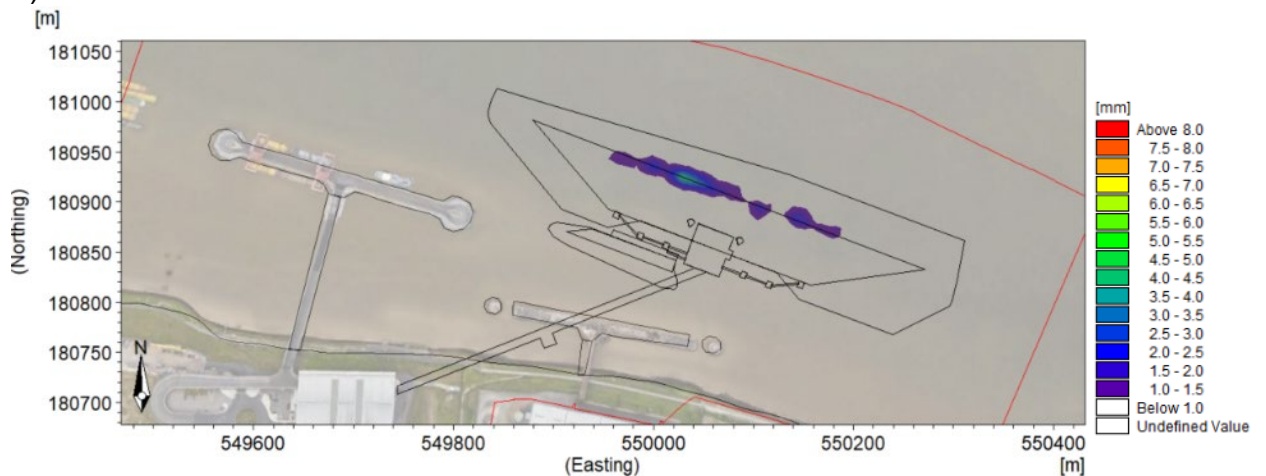 [m]
181050
181000
180950
180900
180850
180800
180750
180700
(Northing)
N
549600 549800 550000 550200 550400
(Easting) [m]
[mm]
Above 8.0
7.5 - 8.0
7.0 - 7.5
6.5 - 7.0
6.0 - 6.5
5.5 - 6.0
5.0 - 5.5
4.5 - 5.0
4.0 - 4.5
3.5 - 4.0
3.0 - 3.5
2.5 - 3.0
2.0 - 2.5
1.5 - 2.0
1.0 - 1.5
Below 1.0
Undefined Value